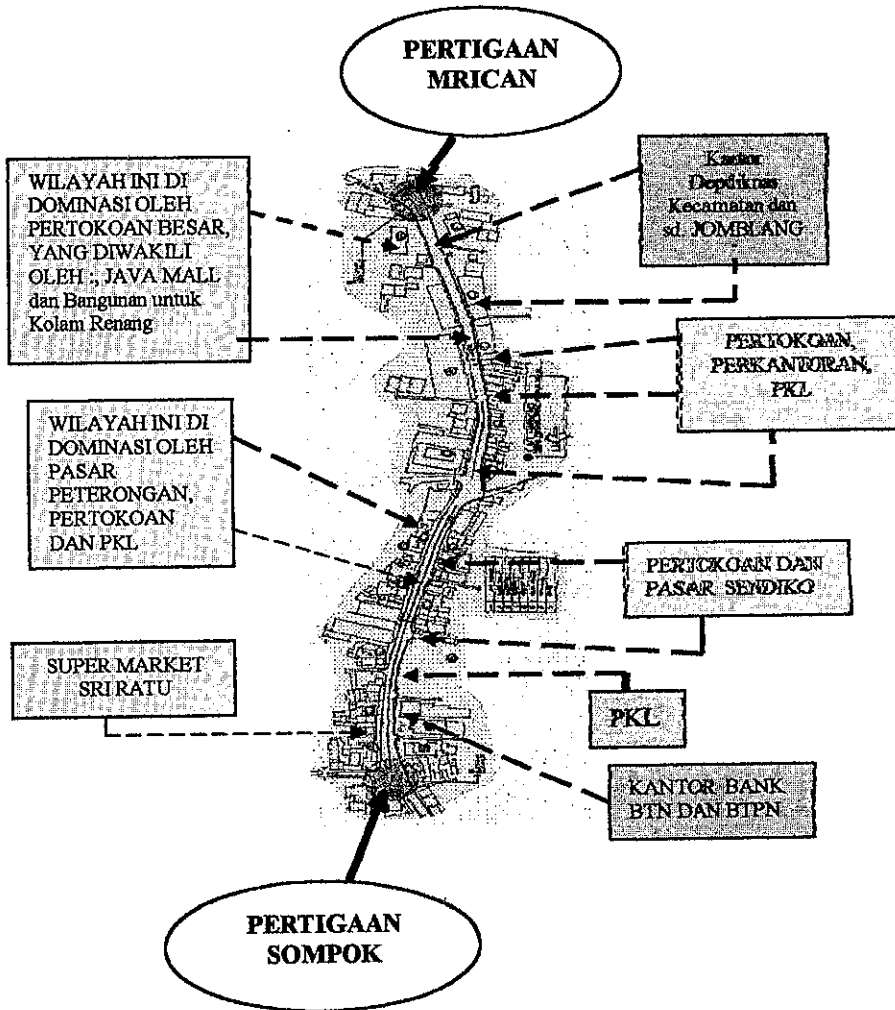 PERTIGAAN
MRICAN
WILAYAH INI DI
DOMINASI OLEH
PERTOKOAN BESAR,
YANG DIWAKILI
OLEH :, JAVA MALL
dan Bangunan untuk
Kolam Renang
Kantor
Depdiknas
Kecamatan dan
sd. JOMBLANG
PERTOKOAN,
PERKANTORAN,
PKL
WILAYAH INI DI
DOMINASI OLEH
PASAR
PETERONGAN,
PERTOKOAN
DAN PKL
PERTOKOAN DAN
PASAR SENDIKO
SUPER MARKET
SRI RATU
PKL
KANTOR BANK
BTN DAN BTPN
PERTIGAAN
SOMPOK